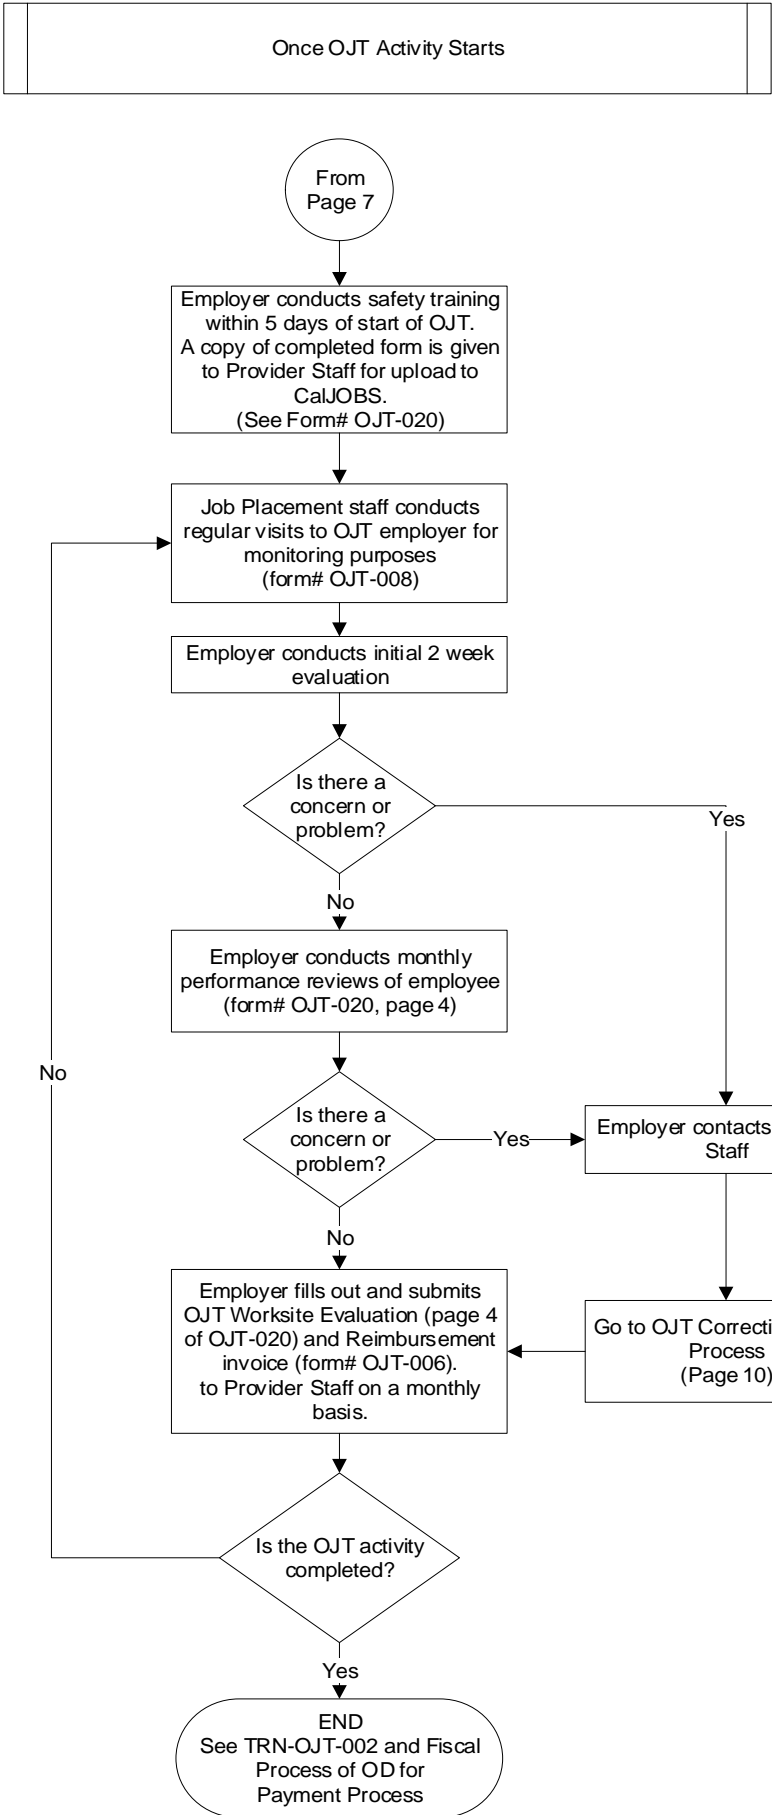 Once OJT Activity Starts
From
Page 7
Employer conducts safety training
within 5 days of start of OJT.
A copy of completed form is given
to Provider Staff for upload to
CalJOBS.
(See Form# OJT-020)
Job Placement staff conducts
regular visits to OJT employer for
monitoring purposes
(form# OJT-008)
Employer conducts initial 2 week
evaluation
Is there a
concern or
problem?
Yes
No
Employer conducts monthly
performance reviews of employee
(form# OJT-020, page 4)
No
Is there a
concern or
problem?
Yes
Employer contacts
Staff
No
Employer fills out and submits
OJT Worksite Evaluation (page 4
of OJT-020) and Reimbursement
invoice (form# OJT-006).
to Provider Staff on a monthly
basis.
Go to OJT
Process
(Page 10)
Is the OJT activity
completed?
Yes
END
See TRN-OJT-002 and Fiscal
Process of OD for
Payment Process